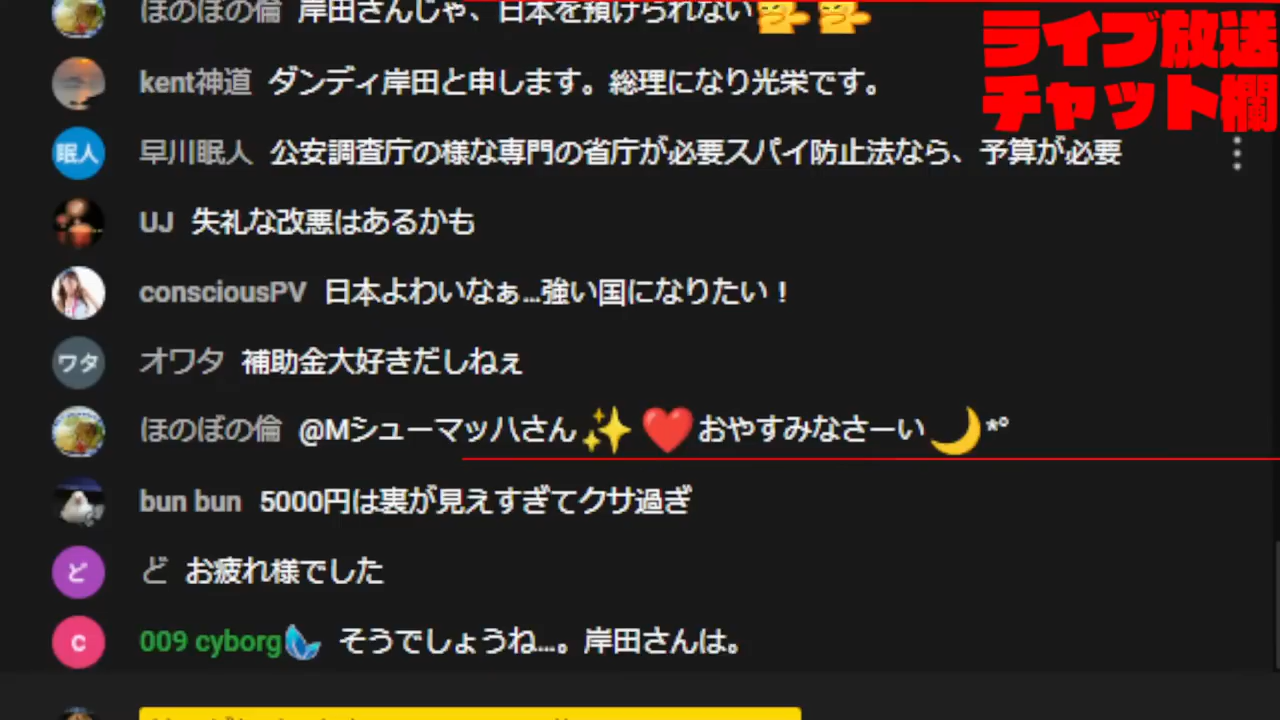 ほのぼの倫 岸田さんじゃ、日本を預けられない
ライブ放送
チャット欄
kent神道 ダンディ岸田と申します。総理になり光栄です。
眠人 早川眠人 公安調査庁の様な専門の省庁が必要スパイ防止法なら、予算が必要
UJ 失礼な改悪はあるかも
consciousPV 日本よわいなぁ...強い国になりたい！
ワタ オワタ 補助金大好きだしねぇ
ほのぼの倫 @Mシューマッハさん✨❤️おやすみなさーい🌙*°
bun bun 5000円は裏が見えすぎてクサ過ぎ
ど ど お疲れ様でした
C 009 cyborg そうでしょうね...。岸田さんは。